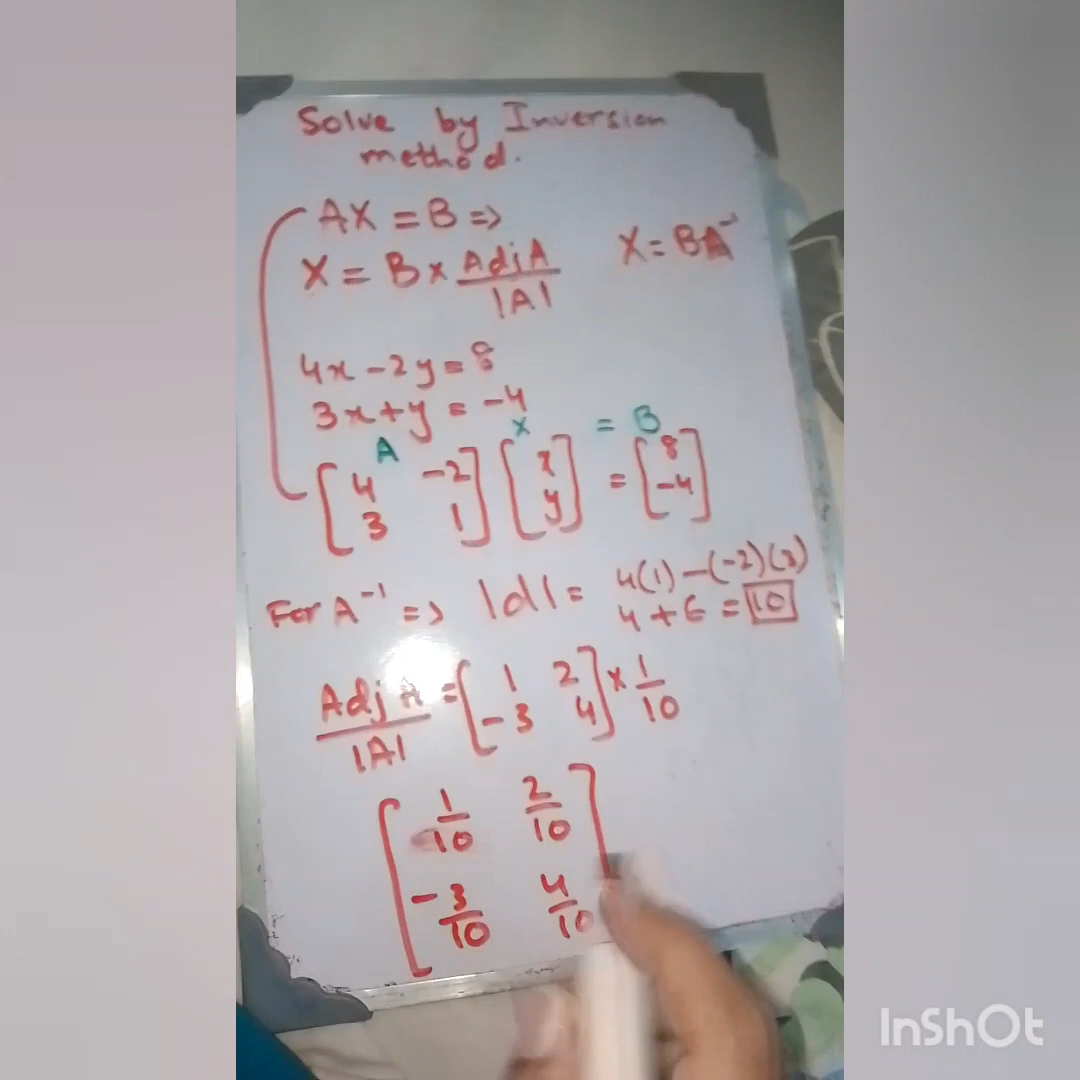 Solve by Inversion
method.
AX = B =>
X = B × AdjA / |A|
X = BA⁻¹
4x - 2y = 8
3x + y = -4
A X = B
[ 4 -2 ] [ x ] = [ 8 ]
[ 3 1 ] [ y ] [ -4 ]
For A⁻¹ => |d| = 4(1) - (-2)(3)
4 + 6 = 10
Adj A / |A| = [ 1 2 ] × 1/10
[ -3 4 ]
[ 1/10 2/10 ]
[ -3/10 4/10 ]
InShOt